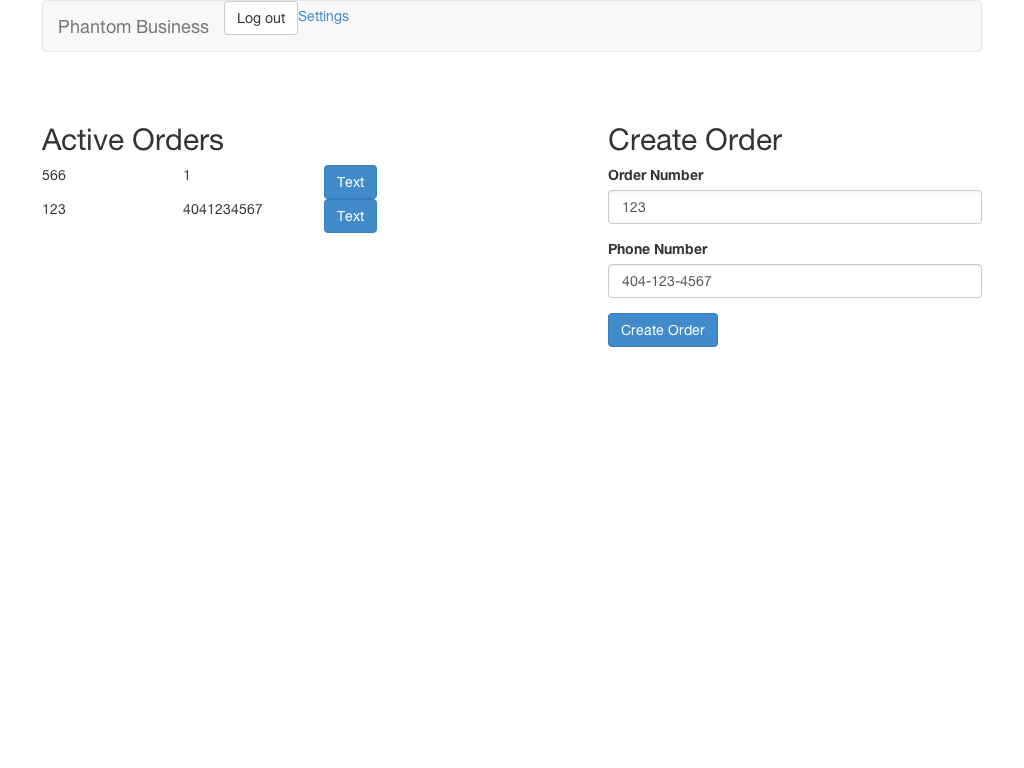 Phantom Business Log out Settings
Active Orders
566 1 Text
123 4041234567 Text
Create Order
Order Number
123
Phone Number
404-123-4567
Create Order